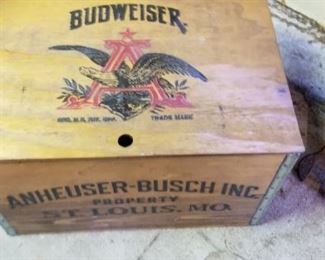 BUDWEISER.
A
TRADE MARK
ANHEUSER-BUSCH INC.
PROPERTY
ST. LOUIS, MO.